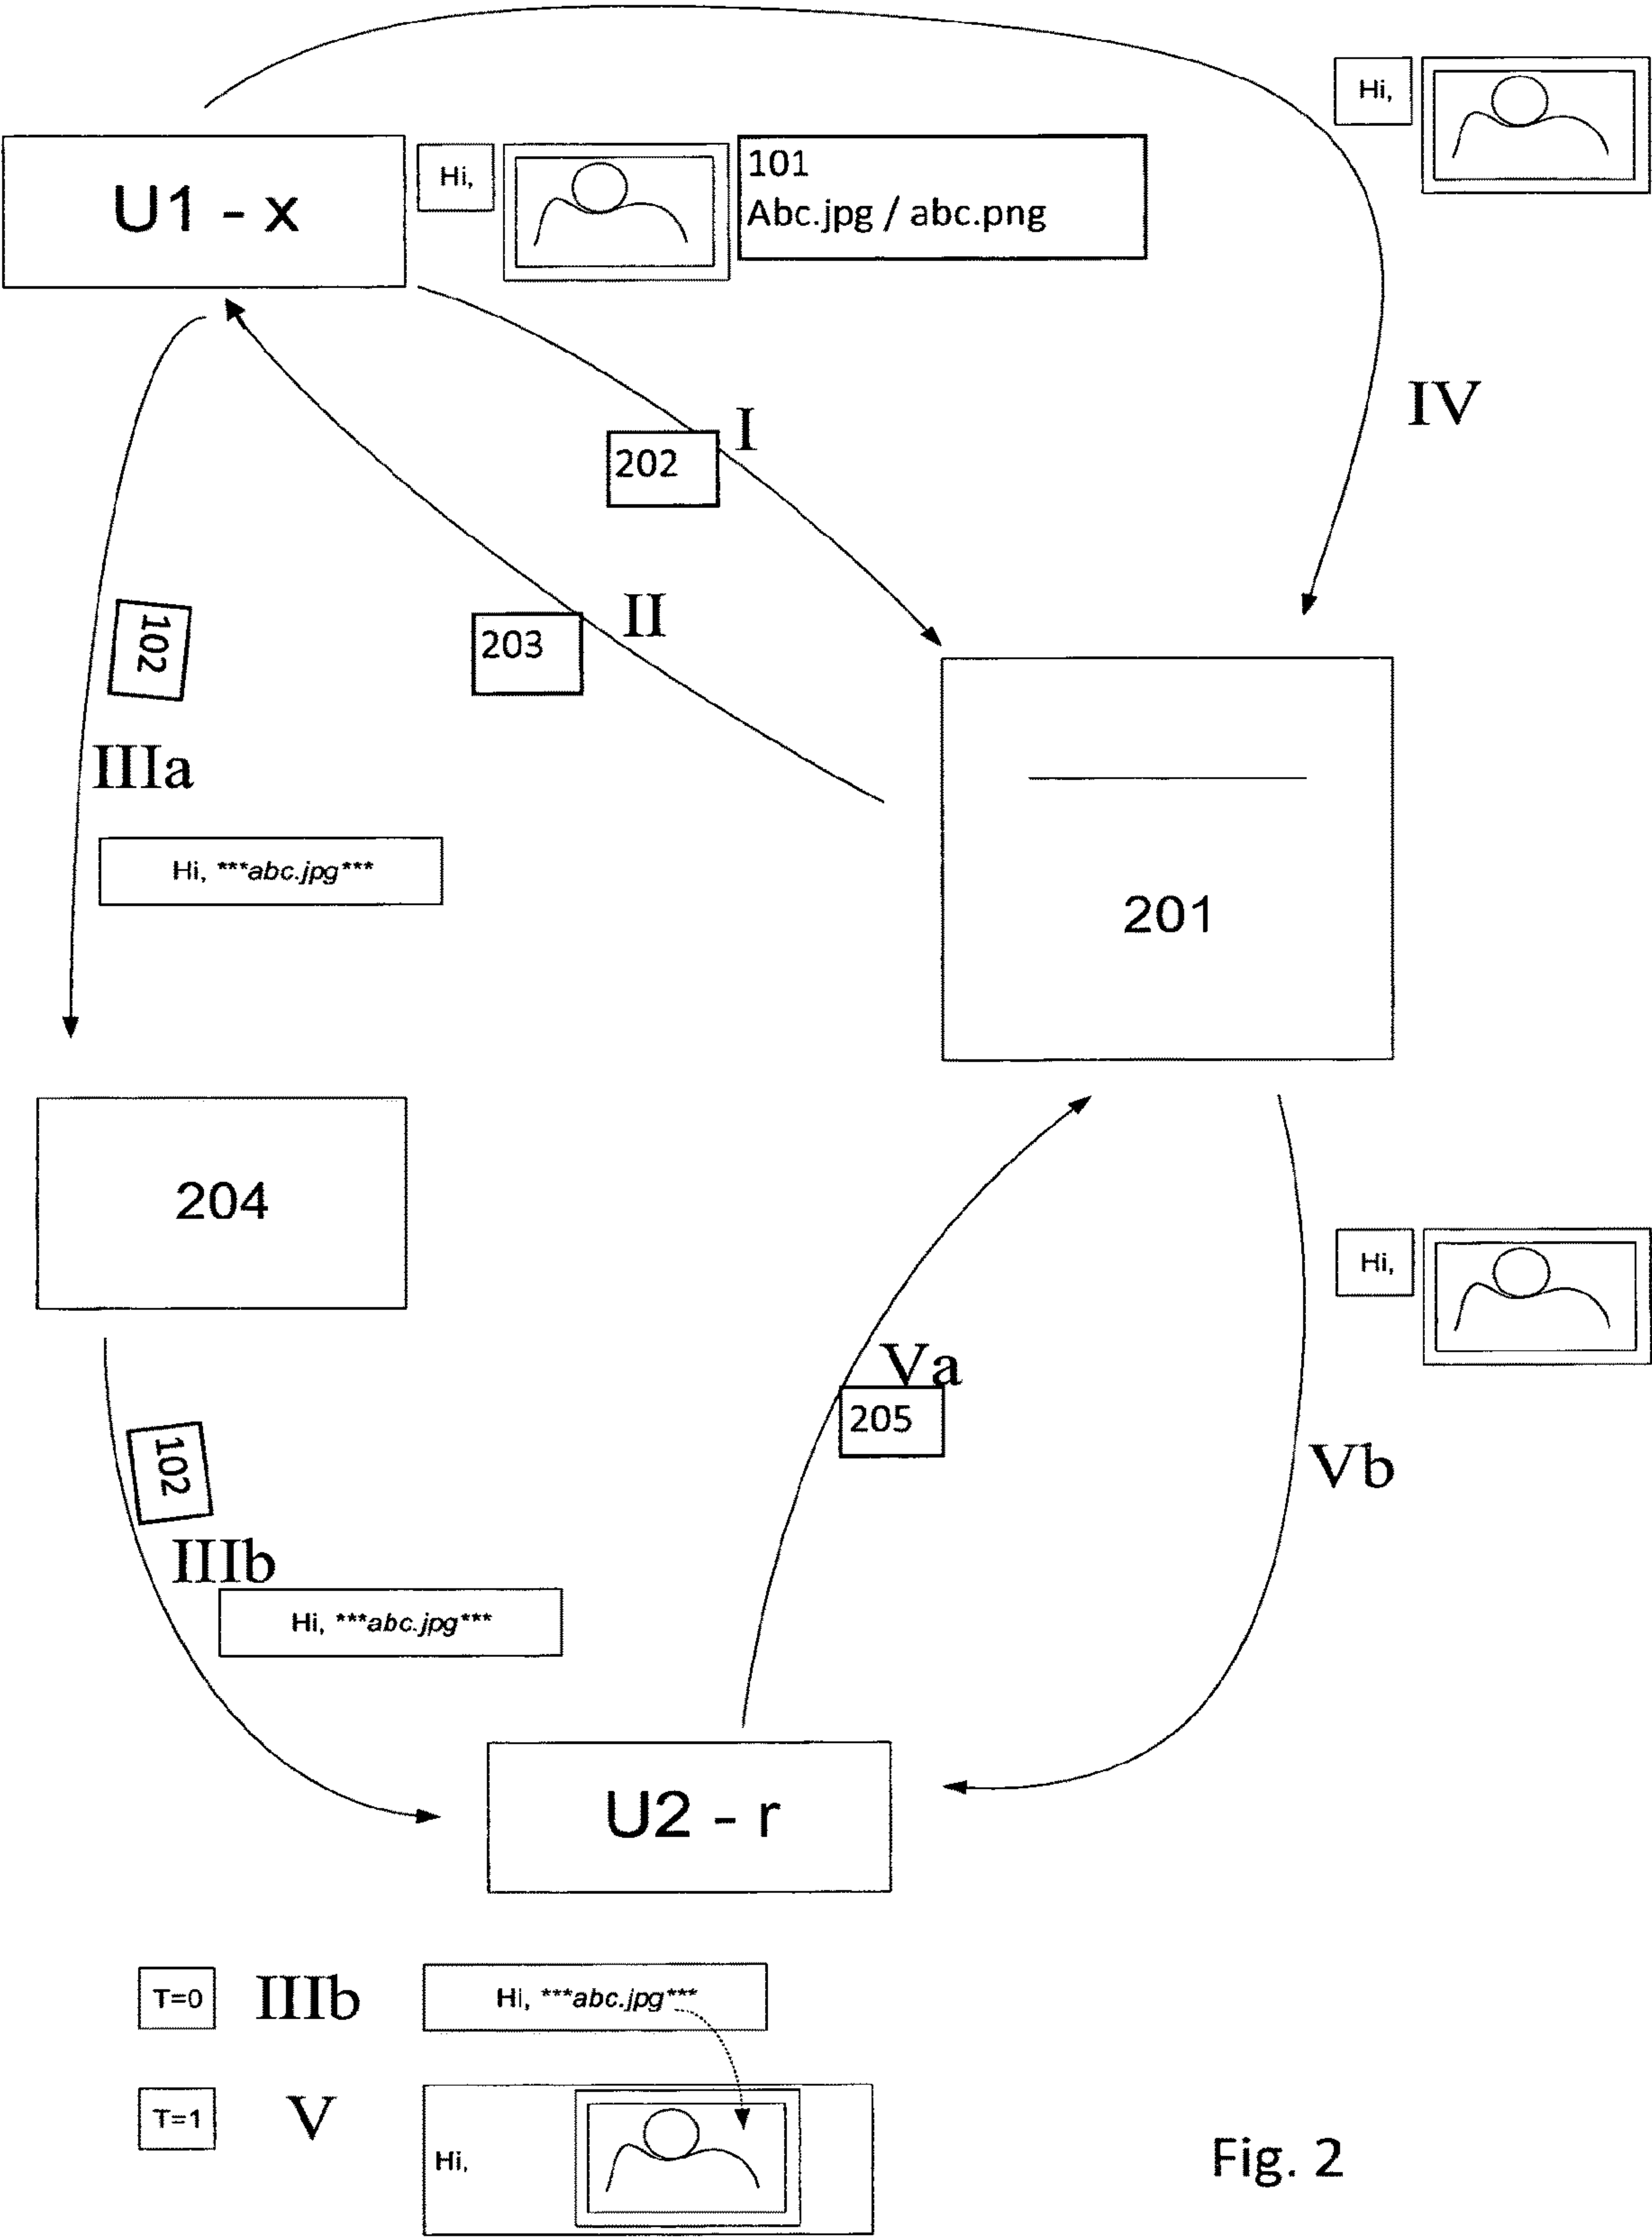 Hi,
U1 - x
Hi,
101
Abc.jpg / abc.png
IV
I
202
II
203
102
IIIa
Hi, ***abc.jpg***
201
204
Hi,
Va
205
Vb
102
IIIb
Hi, ***abc.jpg***
U2 - r
T=0 IIIb Hi, ***abc.jpg***
T=1 V
Hi,
Fig. 2